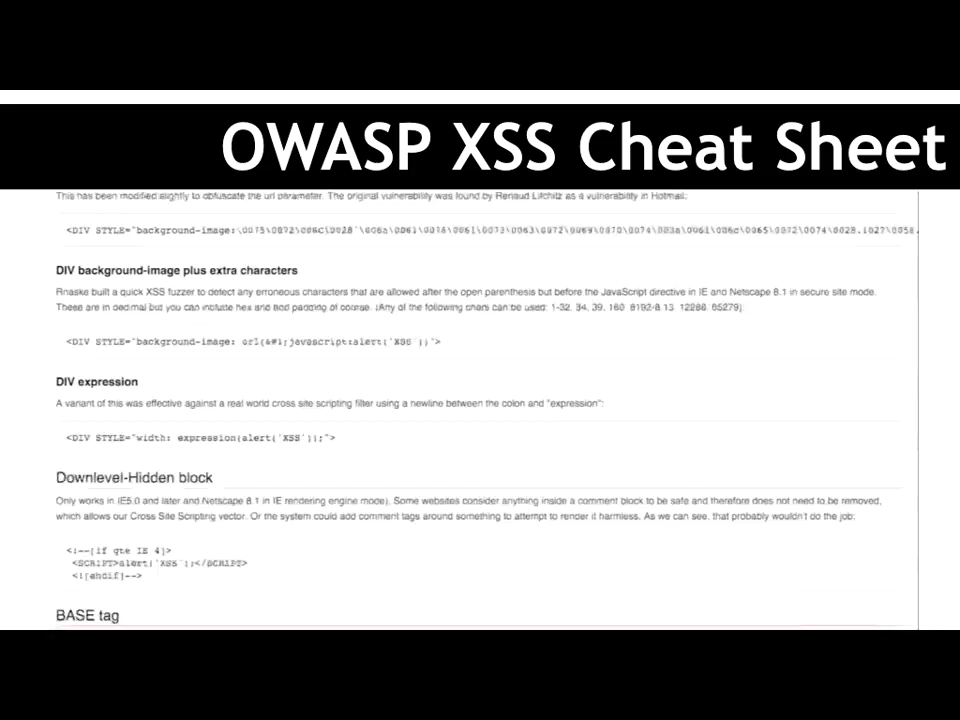 OWASP XSS Cheat Sheet
This has been modified slightly to obfuscate the url parameter. The original vulnerability was found by Renaud Lifchitz as a vulnerability in Hotmail:
<DIV STYLE="background-image:
DIV background-image plus extra characters
Rnaske built a quick XSS fuzzer to detect any erroneous characters that are allowed after the open parenthesis but before the JavaScript directive in IE and Netscape 8.1 in secure site mode.
These are in decimal but you can include hex and add padding of course. (Any of the following chars can be used: 1-32, 34, 39, 160, 8192-8.13, 12288, 65279)
<DIV STYLE="background-image: url(&#1;javascript:alert('XSS'))">
DIV expression
A variant of this was effective against a real world cross site scripting filter using a newline between the colon and "expression":
<DIV STYLE="width: expression(alert('XSS'));">
Downlevel-Hidden block
Only works in IE5.0 and later and Netscape 8.1 in IE rendering engine mode). Some websites consider anything inside a comment block to be safe and therefore does not need to be removed,
which allows our Cross Site Scripting vector. Or the system could add comment tags around something to attempt to render it harmless. As we can see, that probably wouldn't do the job:
<!--[if gte IE 4]>
<SCRIPT>alert('XSS');</SCRIPT>
<![endif]-->
BASE tag